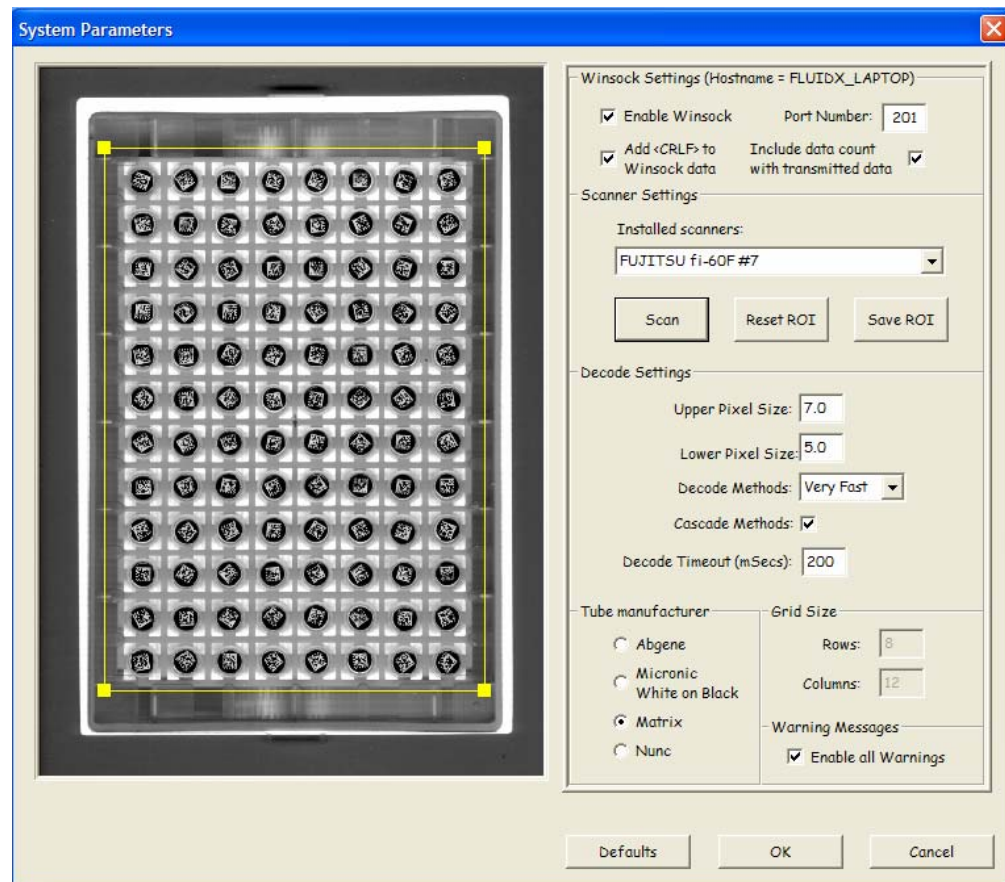 System Parameters
Winsock Settings (Hostname = FLUIDX_LAPTOP)
Enable Winsock
Port Number: 201
Add <CRLF> to
Winsock data
Include data count
with transmitted data
Scanner Settings
Installed scanners:
FUJITSU fi-60F #7
Scan
Reset ROI
Save ROI
Decode Settings
Upper Pixel Size: 7.0
Lower Pixel Size: 5.0
Decode Methods: Very Fast
Cascade Methods:
Decode Timeout (mSecs): 200
Tube manufacturer
Abgene
Micronic
White on Black
Matrix
Nunc
Grid Size
Rows: 8
Columns: 12
Warning Messages
Enable all Warnings
Defaults
OK
Cancel